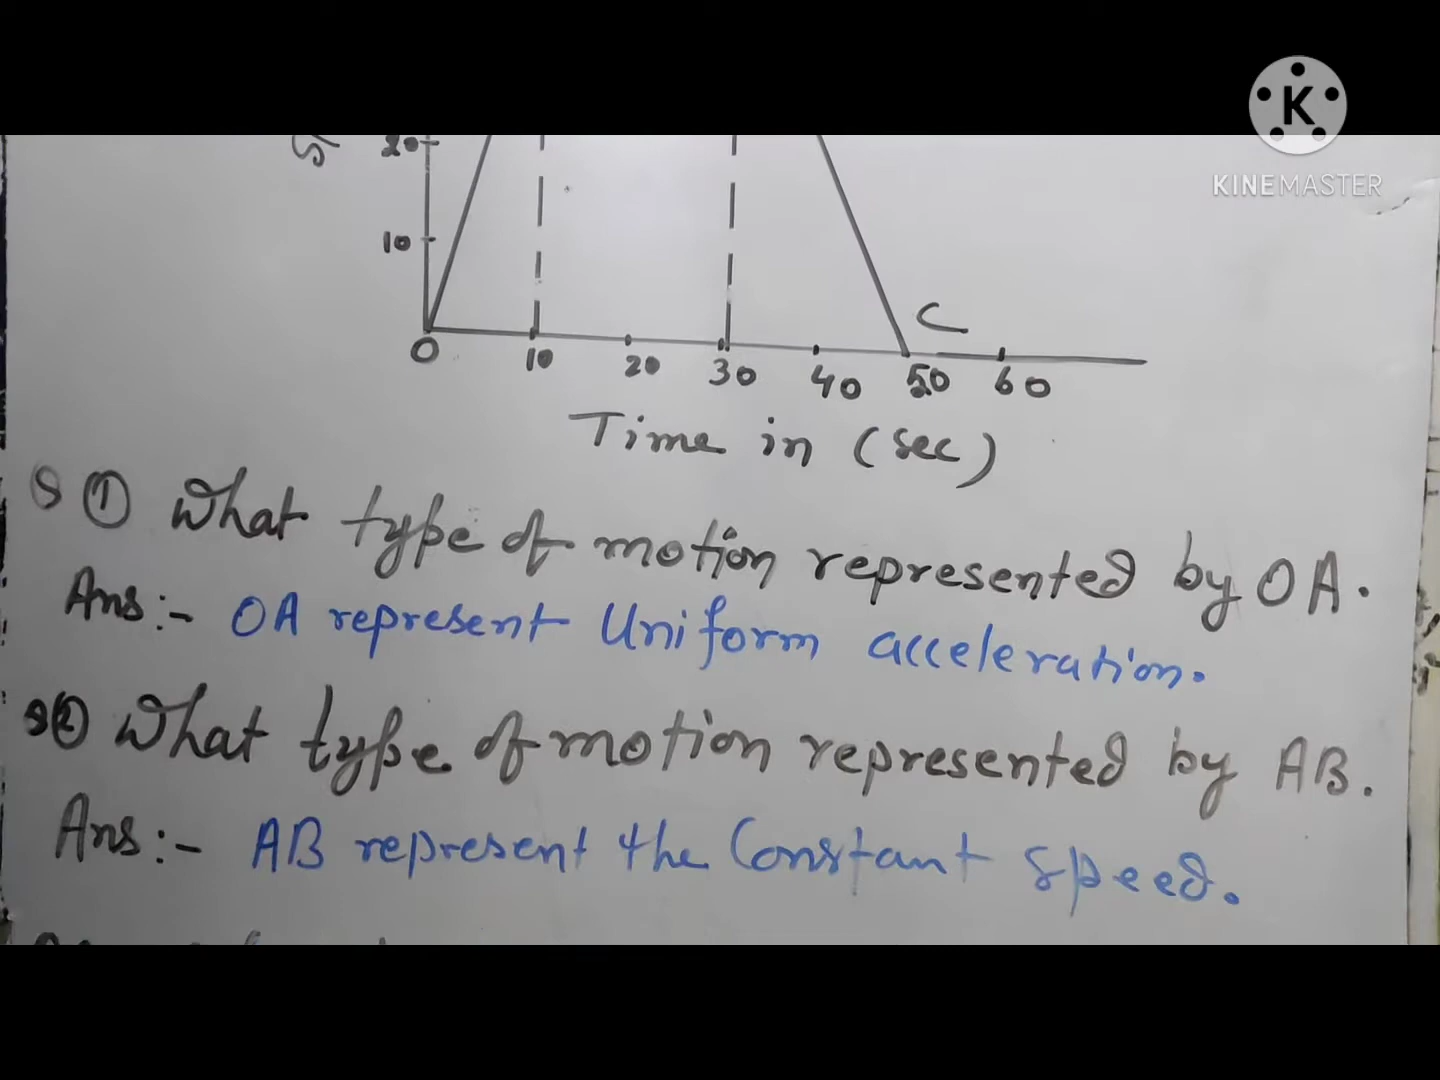 K
KINEMASTER
20
10
0 10 20 30 40 50 60
C
Time in (sec)
Q ① What type of motion represented by OA.
Ans:- OA represent Uniform acceleration.
Q② What type of motion represented by AB.
Ans:- AB represent the Constant speed.